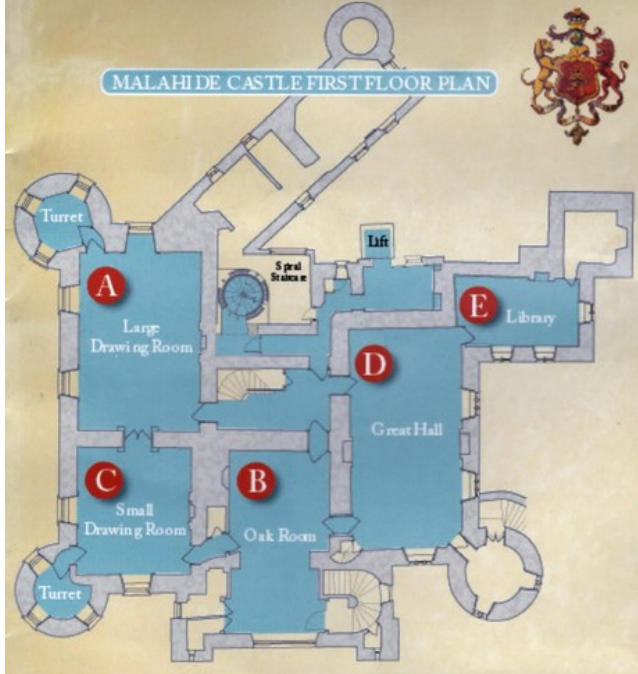 MALAHIDE CASTLE FIRST FLOOR PLAN
Turret
Lift
Spiral
Staircase
A
E
Library
Large
Drawing Room
D
Great Hall
C
B
Small
Drawing Room
Oak Room
Turret